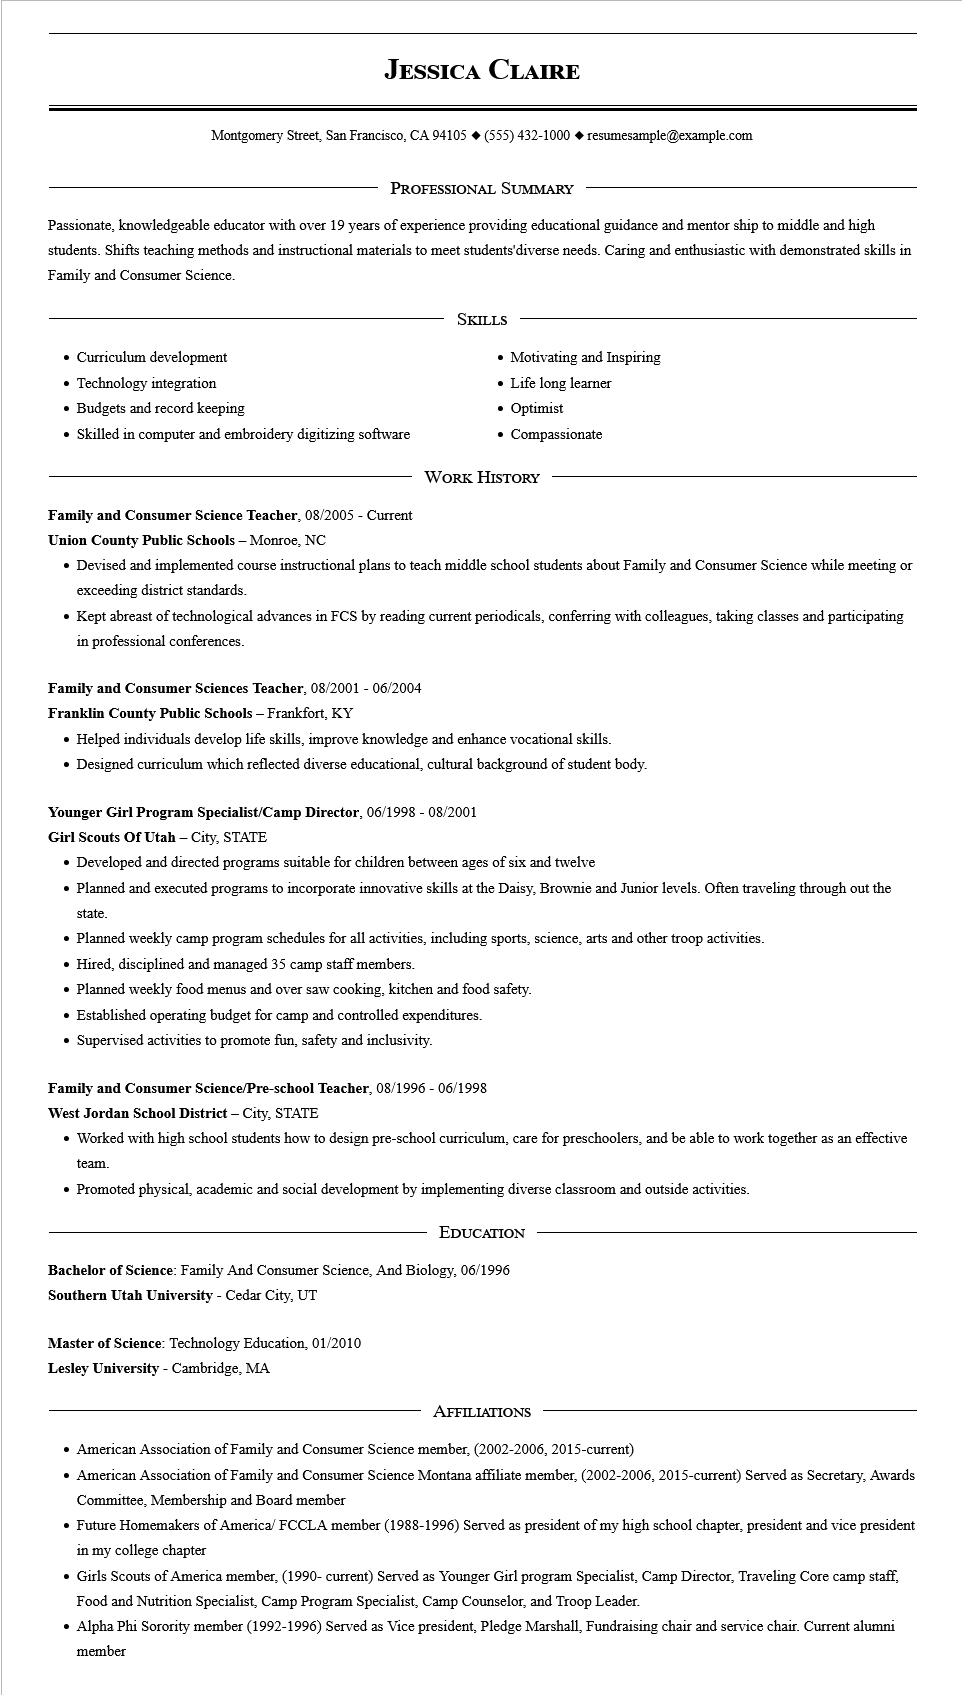 Jessica Claire
Montgomery Street, San Francisco, CA 94105 ◆ (555) 432-1000 ◆ resumesample@example.com
Professional Summary
Passionate, knowledgeable educator with over 19 years of experience providing educational guidance and mentor ship to middle and high
students. Shifts teaching methods and instructional materials to meet students'diverse needs. Caring and enthusiastic with demonstrated skills in
Family and Consumer Science.
Skills
• Curriculum development
• Technology integration
• Budgets and record keeping
• Skilled in computer and embroidery digitizing software
• Motivating and Inspiring
• Life long learner
• Optimist
• Compassionate
Work History
Family and Consumer Science Teacher, 08/2005 - Current
Union County Public Schools – Monroe, NC
• Devised and implemented course instructional plans to teach middle school students about Family and Consumer Science while meeting or
exceeding district standards.
• Kept abreast of technological advances in FCS by reading current periodicals, conferring with colleagues, taking classes and participating
in professional conferences.
Family and Consumer Sciences Teacher, 08/2001 - 06/2004
Franklin County Public Schools – Frankfort, KY
• Helped individuals develop life skills, improve knowledge and enhance vocational skills.
• Designed curriculum which reflected diverse educational, cultural background of student body.
Younger Girl Program Specialist/Camp Director, 06/1998 - 08/2001
Girl Scouts Of Utah – City, STATE
• Developed and directed programs suitable for children between ages of six and twelve
• Planned and executed programs to incorporate innovative skills at the Daisy, Brownie and Junior levels. Often traveling through out the
state.
• Planned weekly camp program schedules for all activities, including sports, science, arts and other troop activities.
• Hired, disciplined and managed 35 camp staff members.
• Planned weekly food menus and over saw cooking, kitchen and food safety.
• Established operating budget for camp and controlled expenditures.
• Supervised activities to promote fun, safety and inclusivity.
Family and Consumer Science/Pre-school Teacher, 08/1996 - 06/1998
West Jordan School District – City, STATE
• Worked with high school students how to design pre-school curriculum, care for preschoolers, and be able to work together as an effective
team.
• Promoted physical, academic and social development by implementing diverse classroom and outside activities.
Education
Bachelor of Science: Family And Consumer Science, And Biology, 06/1996
Southern Utah University - Cedar City, UT
Master of Science: Technology Education, 01/2010
Lesley University - Cambridge, MA
Affiliations
• American Association of Family and Consumer Science member, (2002-2006, 2015-current)
• American Association of Family and Consumer Science Montana affiliate member, (2002-2006, 2015-current) Served as Secretary, Awards
Committee, Membership and Board member
• Future Homemakers of America/ FCCLA member (1988-1996) Served as president of my high school chapter, president and vice president
in my college chapter
• Girls Scouts of America member, (1990- current) Served as Younger Girl program Specialist, Camp Director, Traveling Core camp staff,
Food and Nutrition Specialist, Camp Program Specialist, Camp Counselor, and Troop Leader.
• Alpha Phi Sorority member (1992-1996) Served as Vice president, Pledge Marshall, Fundraising chair and service chair. Current alumni
member